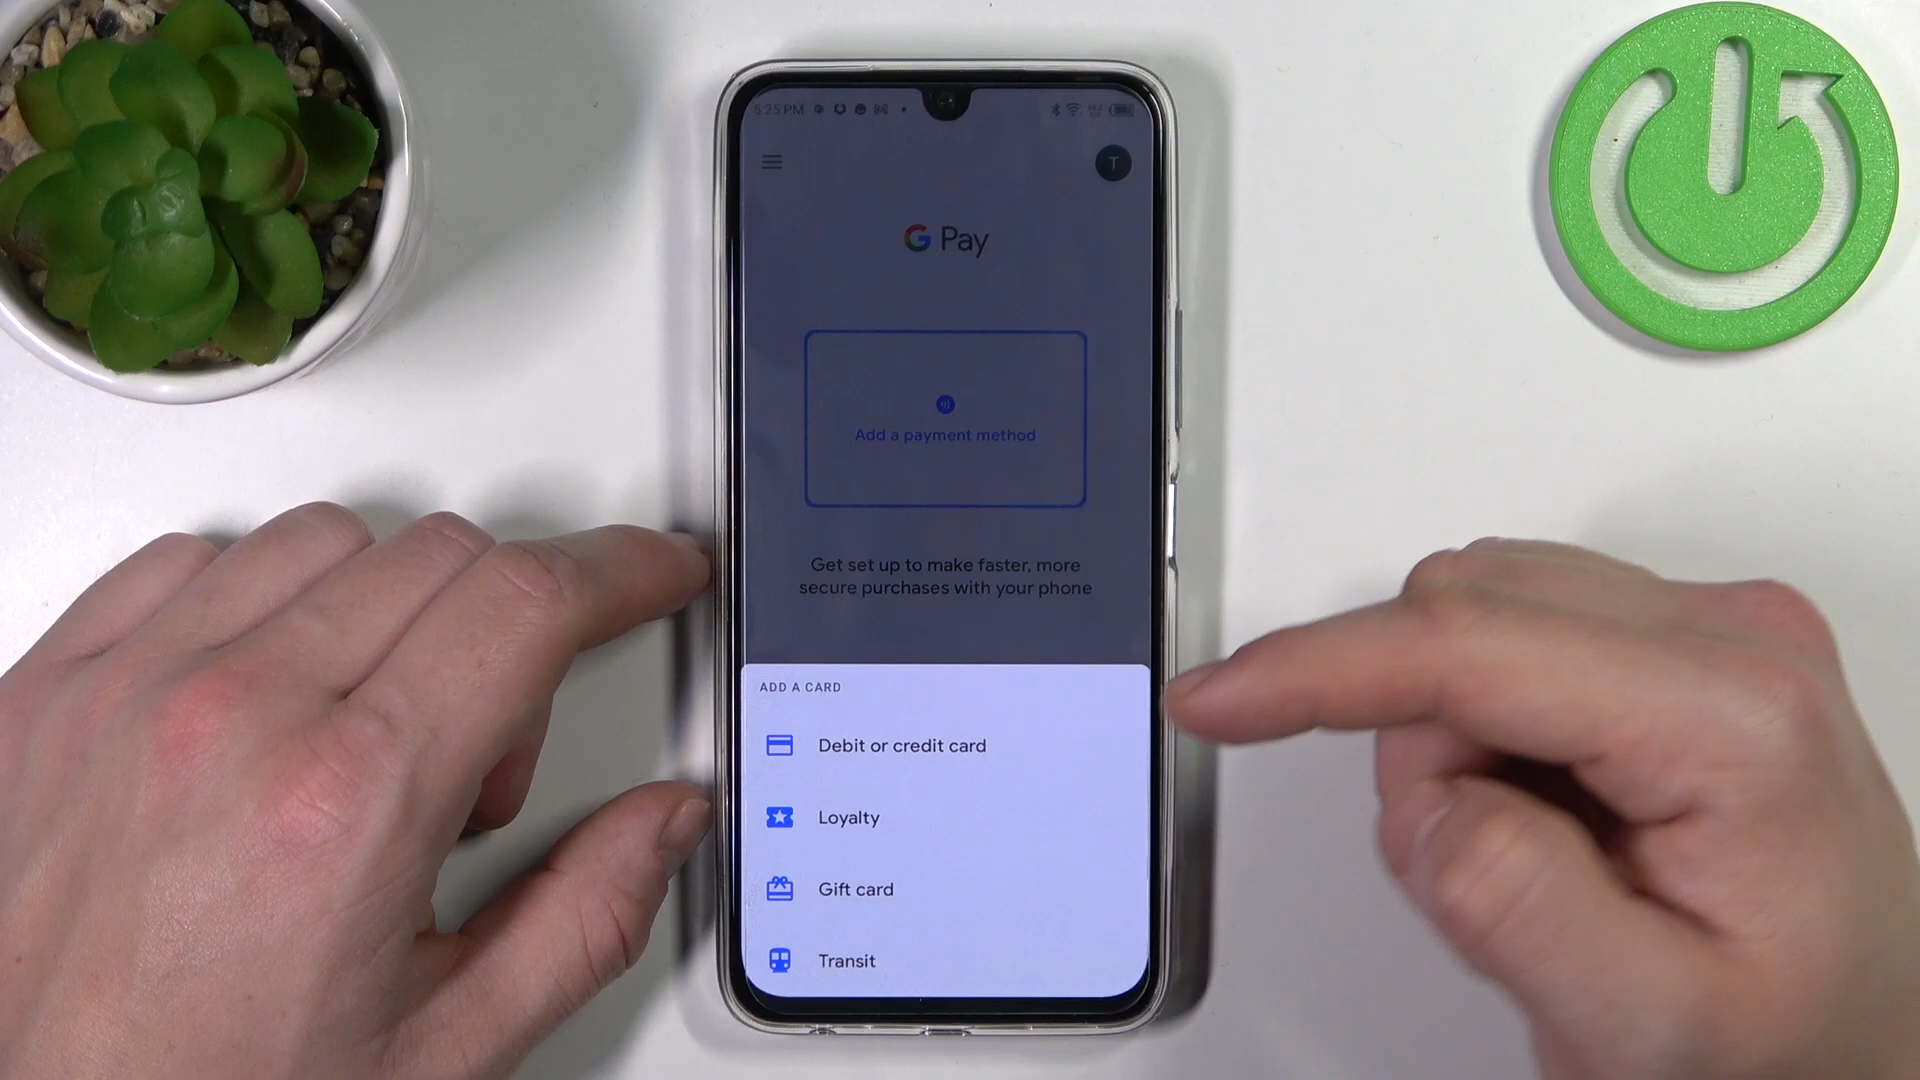 5:25 PM
T
G Pay
Add a payment method
Get set up to make faster, more
secure purchases with your phone
ADD A CARD
Debit or credit card
Loyalty
Gift card
Transit